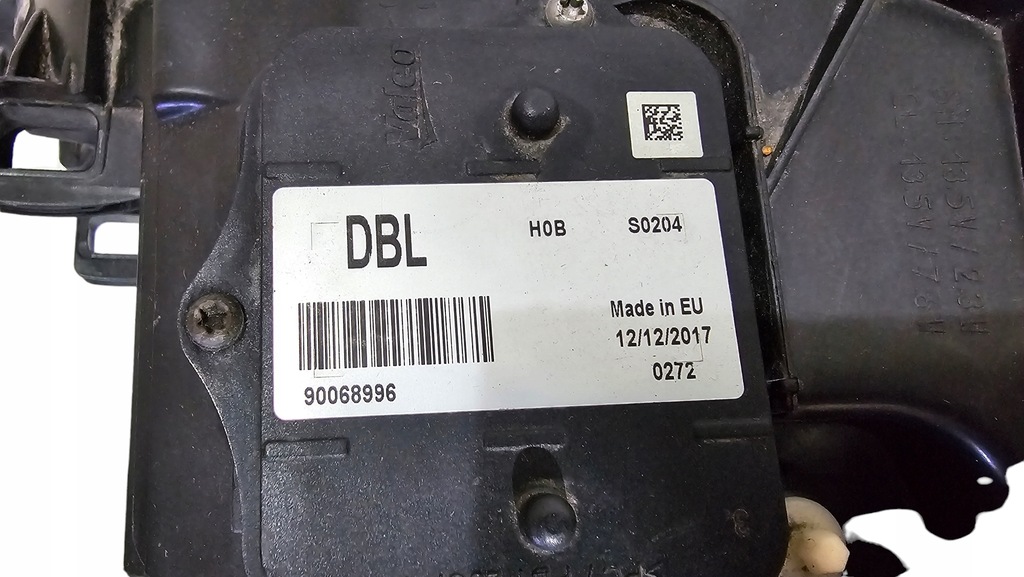 Valeo
DBL
H0B
S0204
Made in EU
12/12/2017
0272
90068996